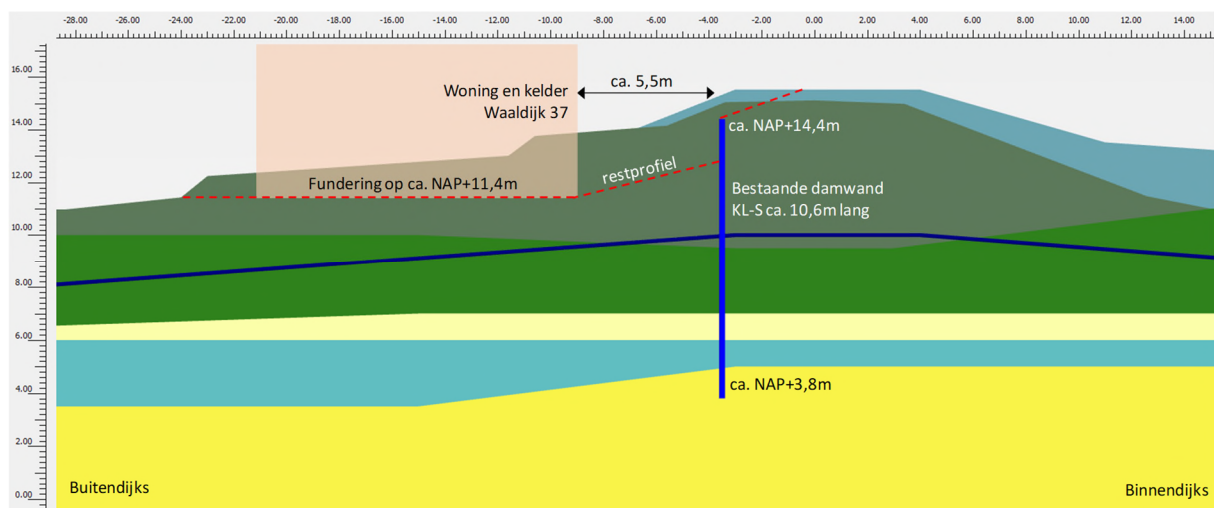 -28.00 -26.00 -24.00 -22.00 -20.00 -18.00 -16.00 -14.00 -12.00 -10.00 -8.00 -6.00 -4.00 -2.00 0.00 2.00 4.00 6.00 8.00 10.00 12.00 14.00
16.00
14.00
12.00
10.00
8.00
6.00
4.00
2.00
0.00
Woning en kelder
Waaldijk 37
ca. 5,5m
ca. NAP+14,4m
restprofiel
Fundering op ca. NAP+11,4m
Bestaande damwand
KL-S ca. 10,6m lang
ca. NAP+3,8m
Buitendijks
Binnendijks